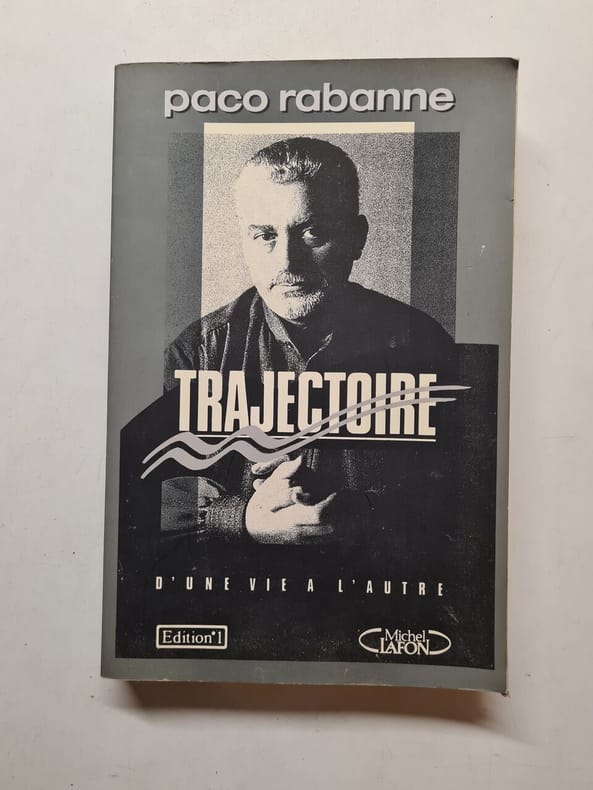 paco rabanne
TRAJECTOIRE
D'UNE VIE A L'AUTRE
Edition°1
Michel
LAFON